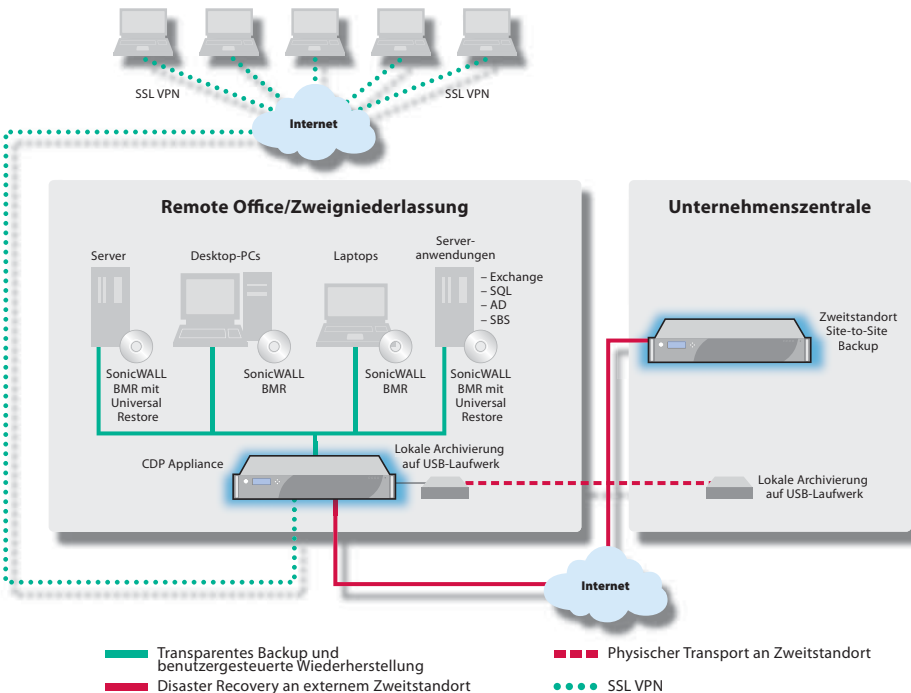 SSL VPN
SSL VPN
Internet
Remote Office/Zweigniederlassung
Unternehmenszentrale
Server
Desktop-PCs
Laptops
Server-
anwendungen
– Exchange
– SQL
– AD
– SBS
SonicWALL
BMR mit
Universal
Restore
SonicWALL
BMR
SonicWALL
BMR
SonicWALL
BMR mit
Universal
Restore
Zweitstandort
Site-to-Site
Backup
CDP Appliance
Lokale Archivierung
auf USB-Laufwerk
Lokale Archivierung
auf USB-Laufwerk
Internet
Transparentes Backup und
benutzergesteuerte Wiederherstellung
Disaster Recovery an externem Zweitstandort
Physischer Transport an Zweitstandort
SSL VPN